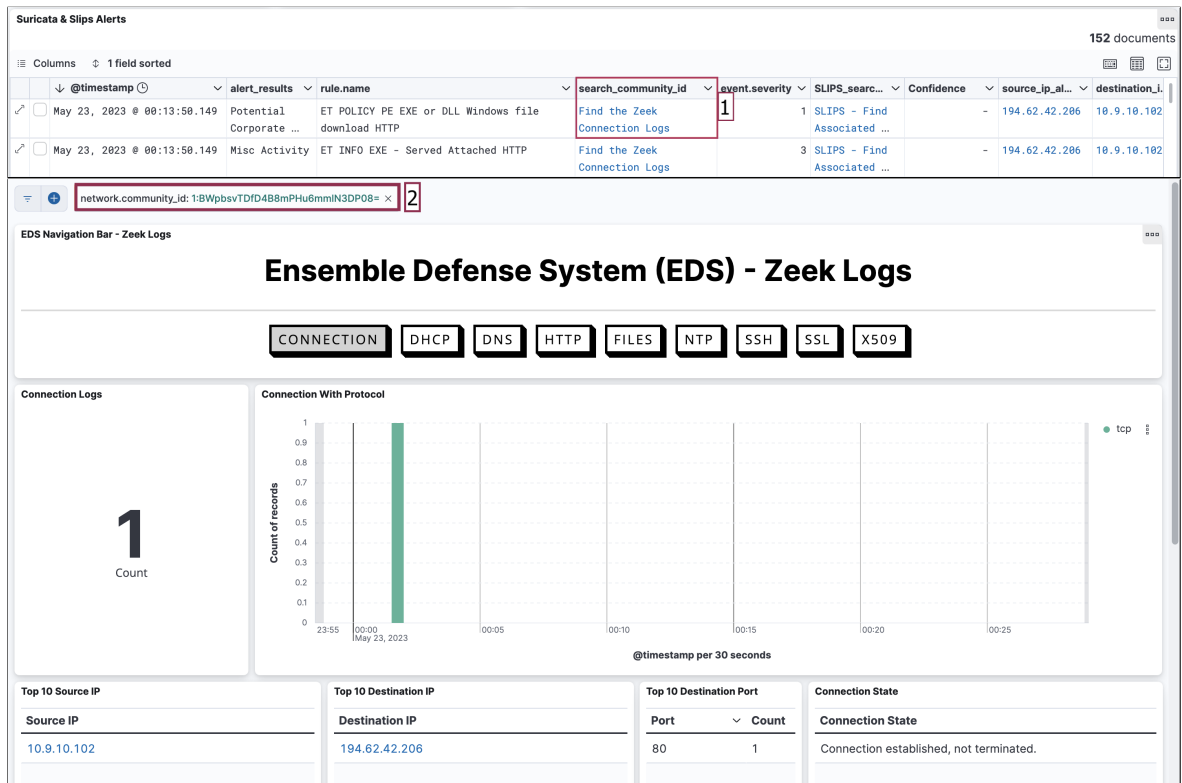 Suricata & Slips Alerts
152 documents
Columns 1 field sorted
@timestamp alert_results rule.name search_community_id event.severity SLIPS_searc... Confidence source_ip_al... destination_i.
1
May 23, 2023 @ 00:13:50.149 Potential ET POLICY PE EXE or DLL Windows file Find the Zeek 1 SLIPS - Find - 194.62.42.206 10.9.10.102
Corporate ... download HTTP Connection Logs Associated ...
May 23, 2023 @ 00:13:50.149 Misc Activity ET INFO EXE - Served Attached HTTP Find the Zeek 3 SLIPS - Find - 194.62.42.206 10.9.10.102
Connection Logs Associated ...
network.community_id: 1:BWpbsvTDfD4B8mPHu6mmlN3DP08= × 2
EDS Navigation Bar - Zeek Logs
Ensemble Defense System (EDS) - Zeek Logs
CONNECTION DHCP DNS HTTP FILES NTP SSH SSL X509
Connection Logs
1
Count
Connection With Protocol
Count of records
1
0.9
0.8
0.7
0.6
0.5
0.4
0.3
0.2
0.1
0
tcp
23:55 00:00 00:05 00:10 00:15 00:20 00:25
May 23, 2023
@timestamp per 30 seconds
Top 10 Source IP
Source IP
10.9.10.102
Top 10 Destination IP
Destination IP
194.62.42.206
Top 10 Destination Port
Port Count
80 1
Connection State
Connection State
Connection established, not terminated.